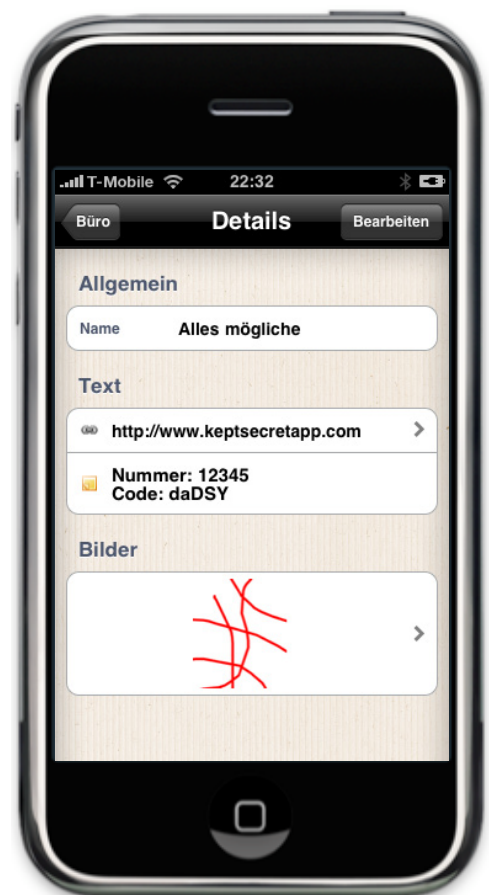 T-Mobile 22:32
Büro Details Bearbeiten
Allgemein
Name Alles mögliche
Text
http://www.keptsecretapp.com
Nummer: 12345
Code: daDSY
Bilder